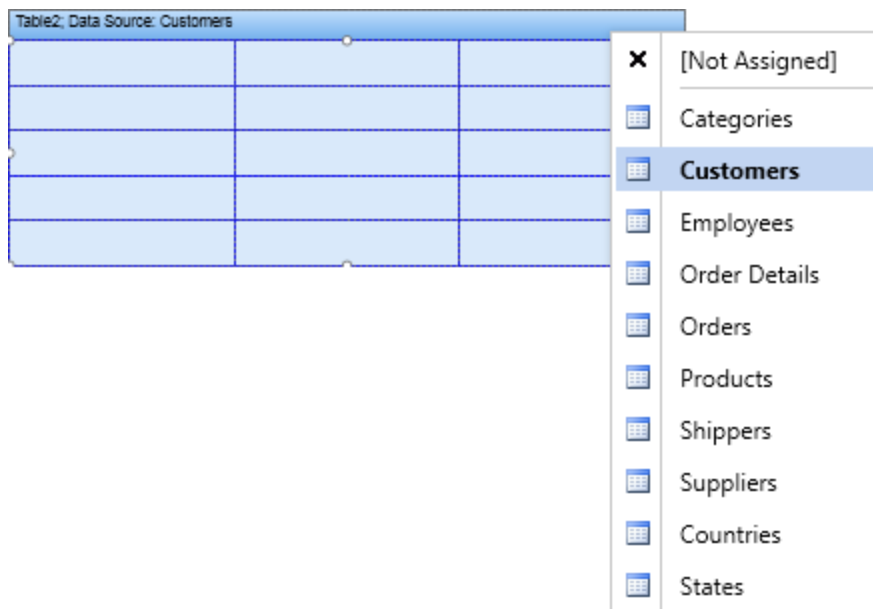 Table2; Data Source: Customers
[Not Assigned]
Categories
Customers
Employees
Order Details
Orders
Products
Shippers
Suppliers
Countries
States